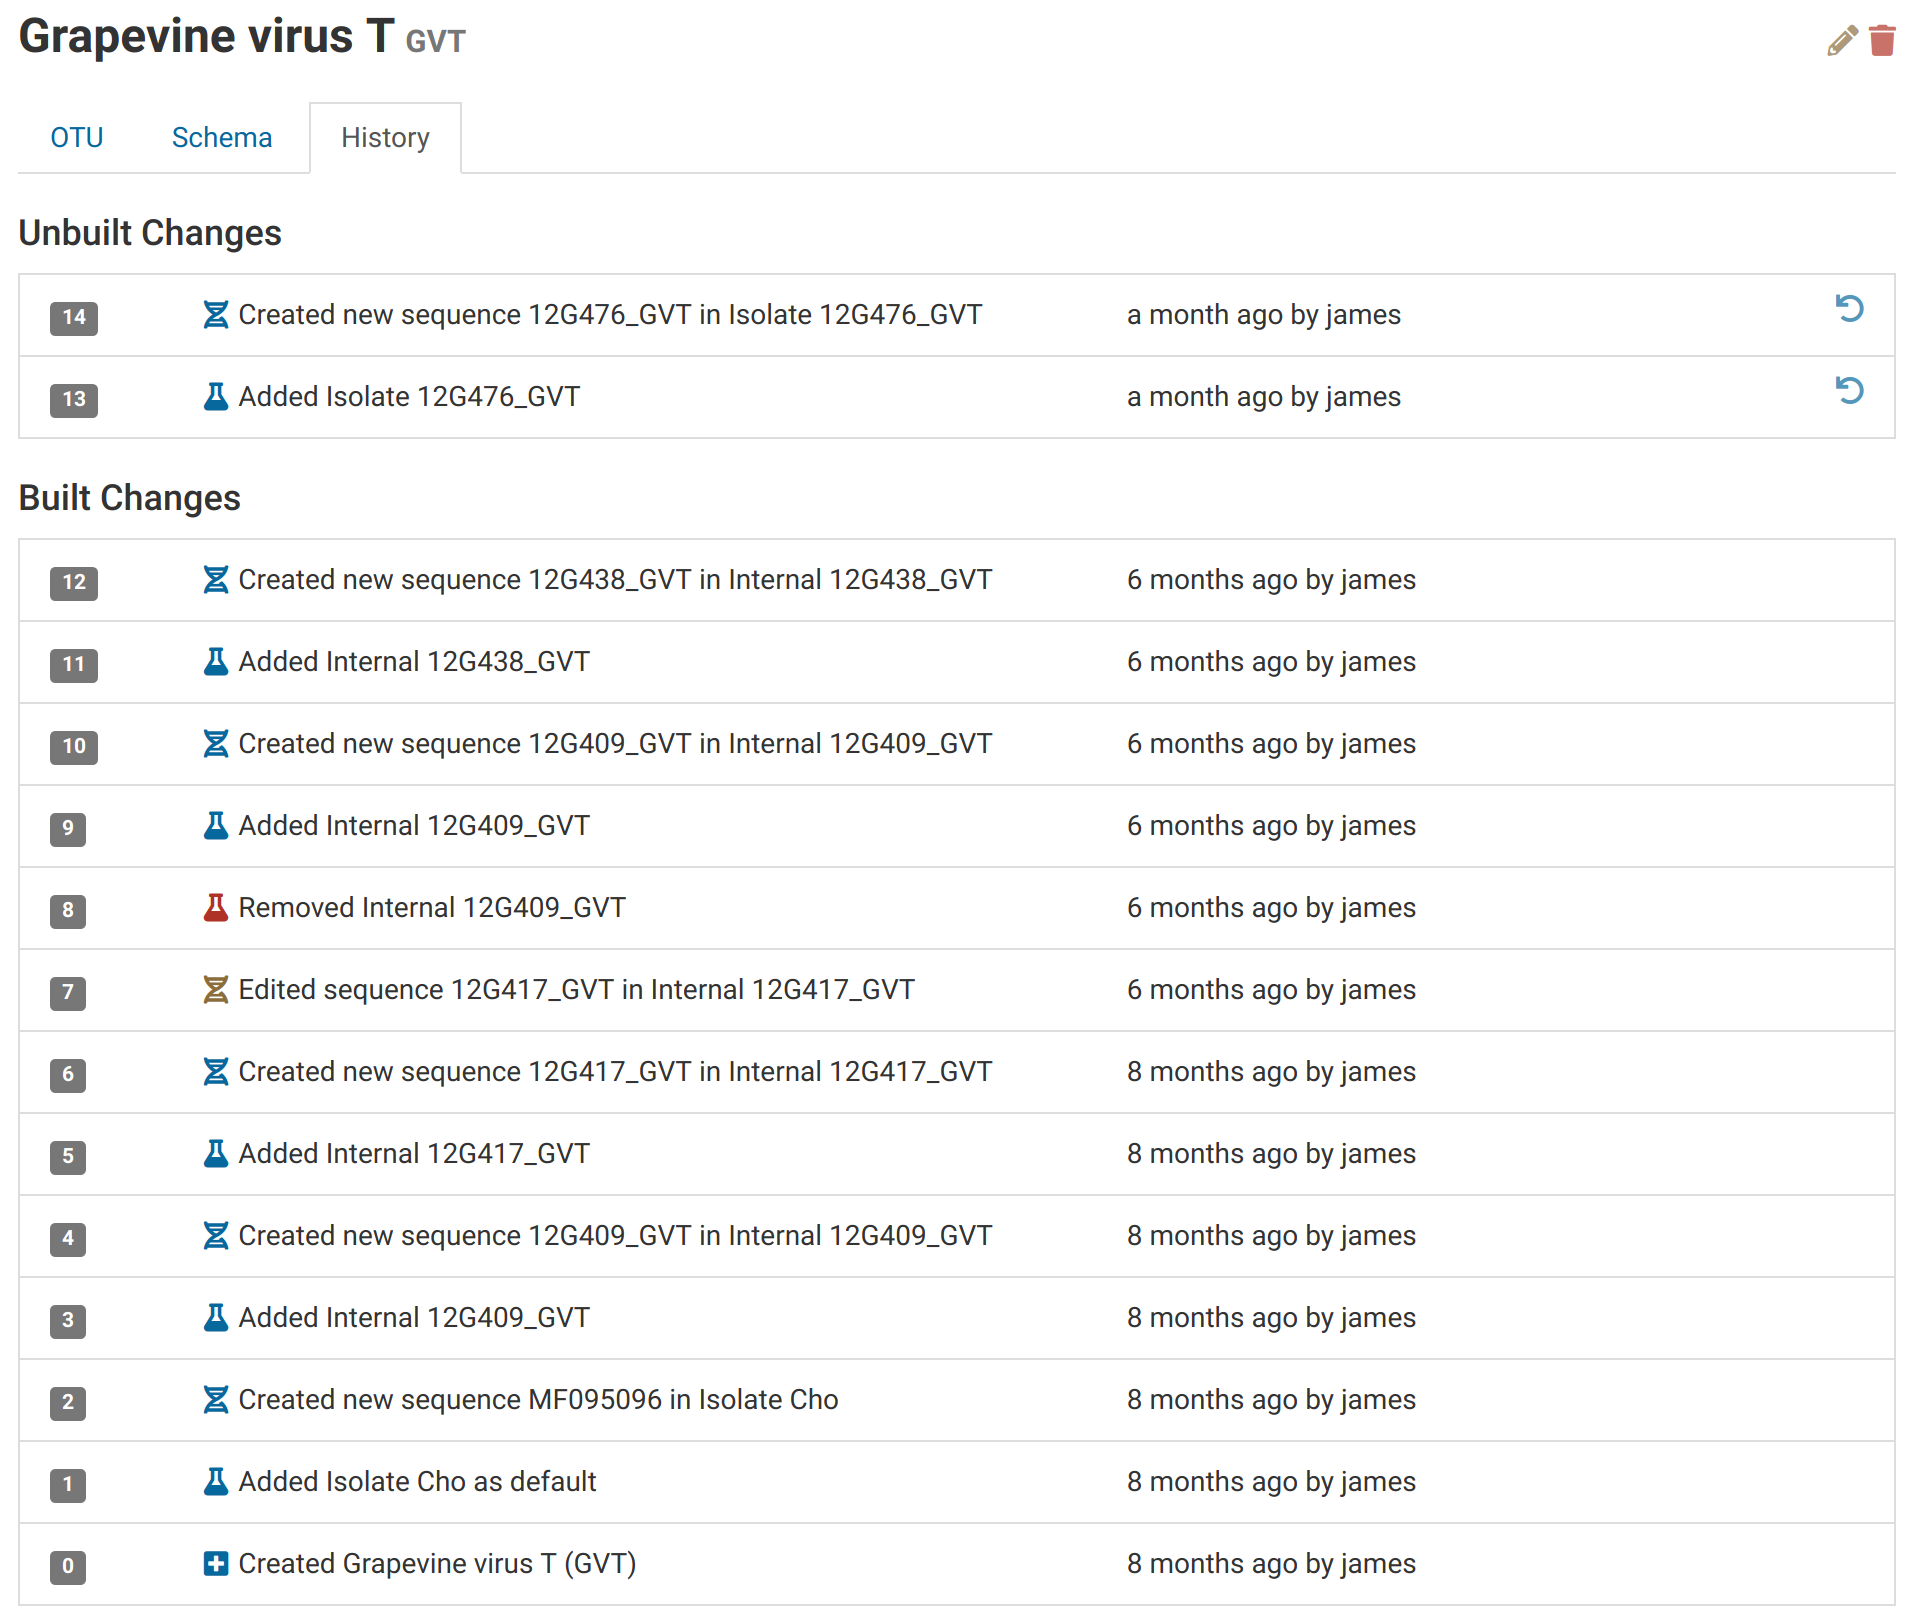 Grapevine virus T GVT
OTU Schema History
Unbuilt Changes
14 Created new sequence 12G476_GVT in Isolate 12G476_GVT a month ago by james
13 Added Isolate 12G476_GVT a month ago by james
Built Changes
12 Created new sequence 12G438_GVT in Internal 12G438_GVT 6 months ago by james
11 Added Internal 12G438_GVT 6 months ago by james
10 Created new sequence 12G409_GVT in Internal 12G409_GVT 6 months ago by james
9 Added Internal 12G409_GVT 6 months ago by james
8 Removed Internal 12G409_GVT 6 months ago by james
7 Edited sequence 12G417_GVT in Internal 12G417_GVT 6 months ago by james
6 Created new sequence 12G417_GVT in Internal 12G417_GVT 8 months ago by james
5 Added Internal 12G417_GVT 8 months ago by james
4 Created new sequence 12G409_GVT in Internal 12G409_GVT 8 months ago by james
3 Added Internal 12G409_GVT 8 months ago by james
2 Created new sequence MF095096 in Isolate Cho 8 months ago by james
1 Added Isolate Cho as default 8 months ago by james
0 Created Grapevine virus T (GVT) 8 months ago by james